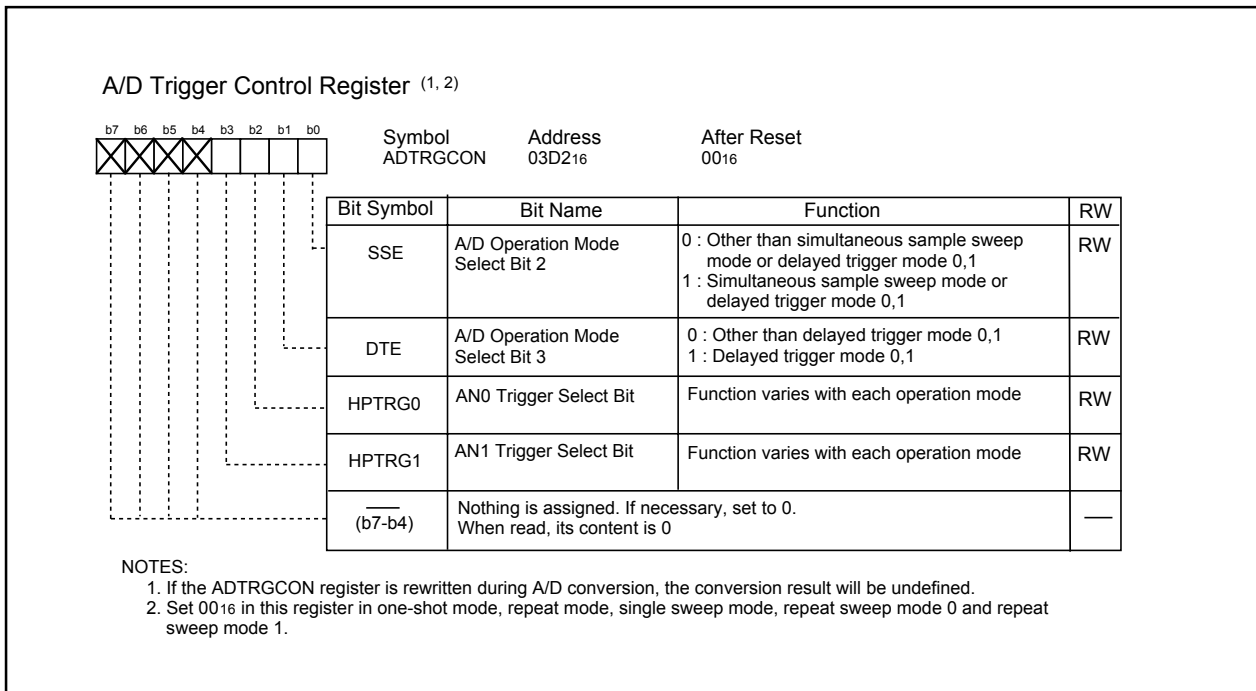 A/D Trigger Control Register (1, 2)
b7 b6 b5 b4 b3 b2 b1 b0
Symbol Address After Reset
ADTRGCON 03D216 0016
Bit Symbol Bit Name Function RW
SSE A/D Operation Mode Select Bit 2 0 : Other than simultaneous sample sweep RW
mode or delayed trigger mode 0,1
1 : Simultaneous sample sweep mode or
delayed trigger mode 0,1
DTE A/D Operation Mode Select Bit 3 0 : Other than delayed trigger mode 0,1 RW
1 : Delayed trigger mode 0,1
HPTRG0 AN0 Trigger Select Bit Function varies with each operation mode RW
HPTRG1 AN1 Trigger Select Bit Function varies with each operation mode RW
(b7-b4) Nothing is assigned. If necessary, set to 0. —
When read, its content is 0
NOTES:
1. If the ADTRGCON register is rewritten during A/D conversion, the conversion result will be undefined.
2. Set 0016 in this register in one-shot mode, repeat mode, single sweep mode, repeat sweep mode 0 and repeat
sweep mode 1.